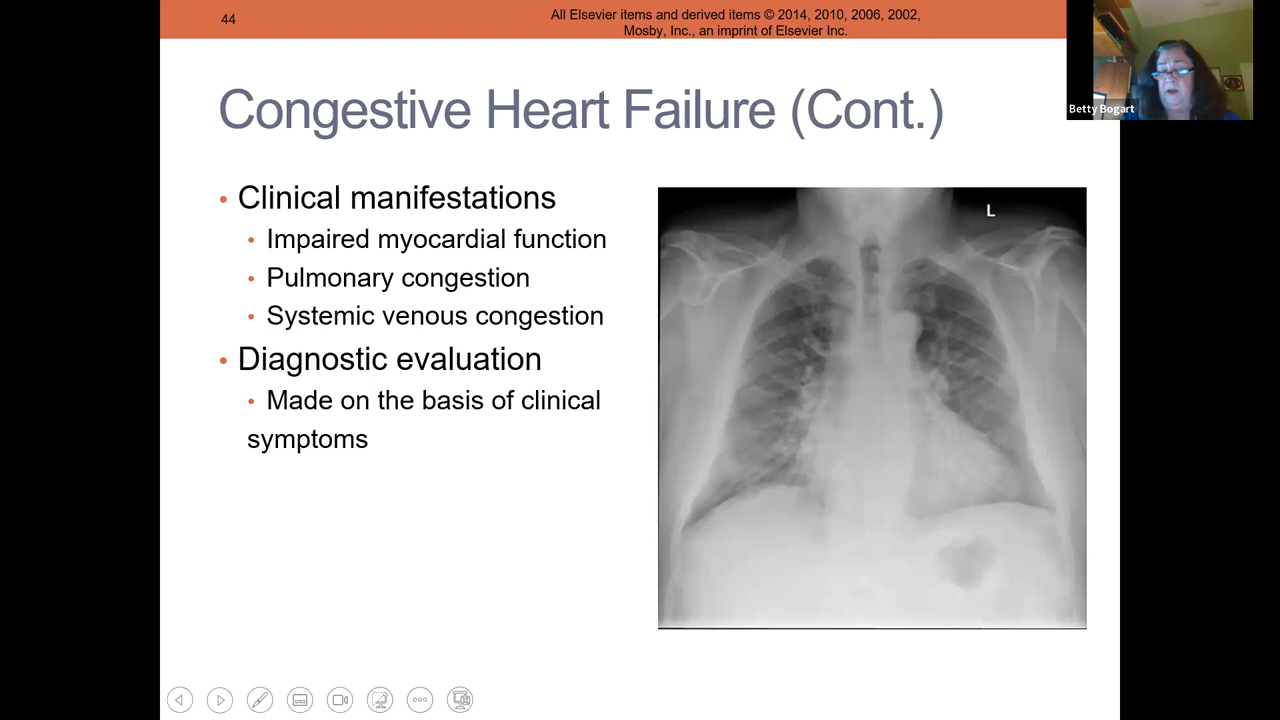 44
All Elsevier items and derived items © 2014, 2010, 2006, 2002,
Mosby, Inc., an imprint of Elsevier Inc.
Betty Bogart
Congestive Heart Failure (Cont.)
• Clinical manifestations
• Impaired myocardial function
• Pulmonary congestion
• Systemic venous congestion
• Diagnostic evaluation
• Made on the basis of clinical
symptoms
L